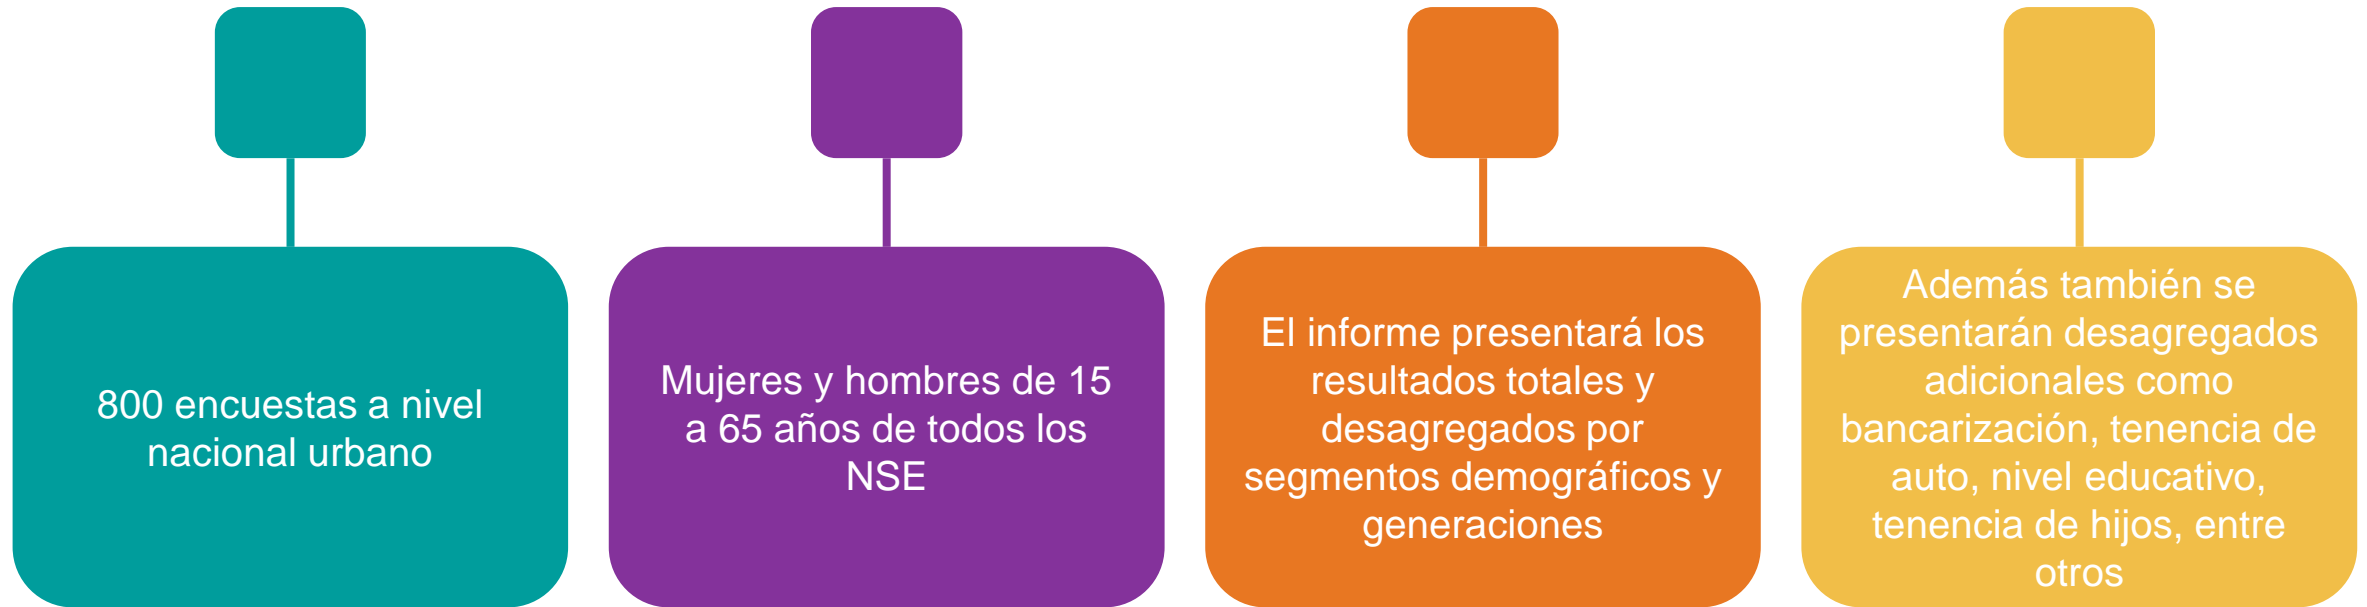 800 encuestas a nivel
nacional urbano
Mujeres y hombres de 15
a 65 años de todos los
NSE
El informe presentará los
resultados totales y
desagregados por
segmentos demográficos y
generaciones
Además también se
presentarán desagregados
adicionales como
bancarización, tenencia de
auto, nivel educativo,
tenencia de hijos, entre
otros